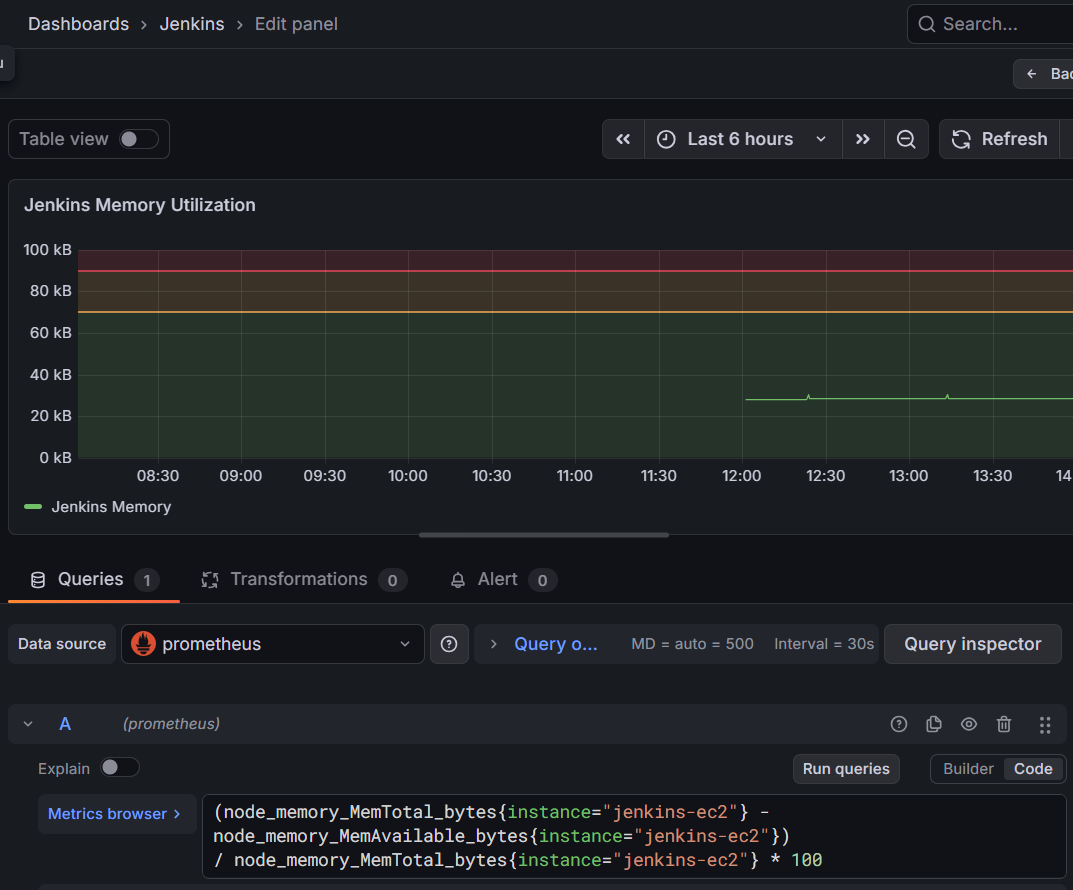 Dashboards › Jenkins › Edit panel
Search...
Table view
Last 6 hours
Refresh
Jenkins Memory Utilization
100 kB
80 kB
60 kB
40 kB
20 kB
0 kB
08:30 09:00 09:30 10:00 10:30 11:00 11:30 12:00 12:30 13:00 13:30 14
Jenkins Memory
Queries 1 Transformations 0 Alert 0
Data source prometheus Query o... MD = auto = 500 Interval = 30s Query inspector
A (prometheus)
Explain Run queries Builder Code
Metrics browser › (node_memory_MemTotal_bytes{instance="jenkins-ec2"} -
node_memory_MemAvailable_bytes{instance="jenkins-ec2"})
/ node_memory_MemTotal_bytes{instance="jenkins-ec2"} * 100